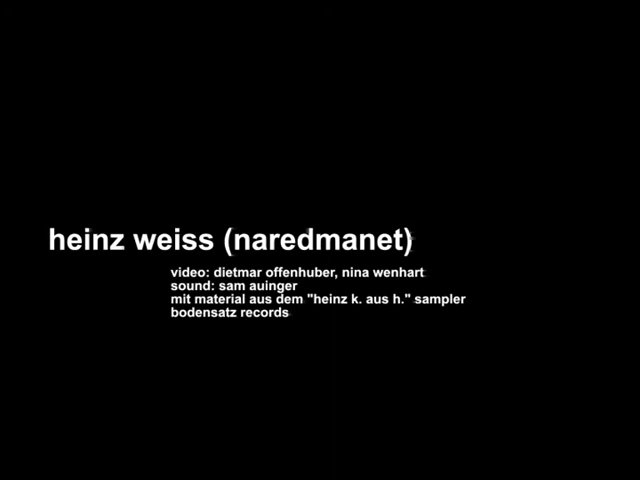 heinz weiss (naredmanet)
video: dietmar offenhuber, nina wenhart
sound: sam auinger
mit material aus dem "heinz k. aus h." sampler
bodensatz records